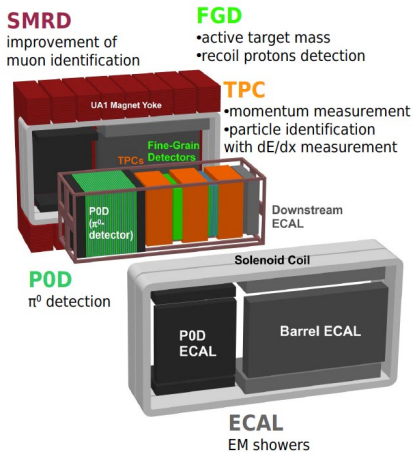 SMRD
improvement of
muon identification
FGD
•active target mass
•recoil protons detection
TPC
•momentum measurement
•particle identification
with dE/dx measurement
UA1 Magnet Yoke
Fine-Grain
Detectors
TPCs
P0D
(π⁰-
detector)
Downstream
ECAL
Solenoid Coil
P0D
π⁰ detection
P0D
ECAL
Barrel ECAL
ECAL
EM showers